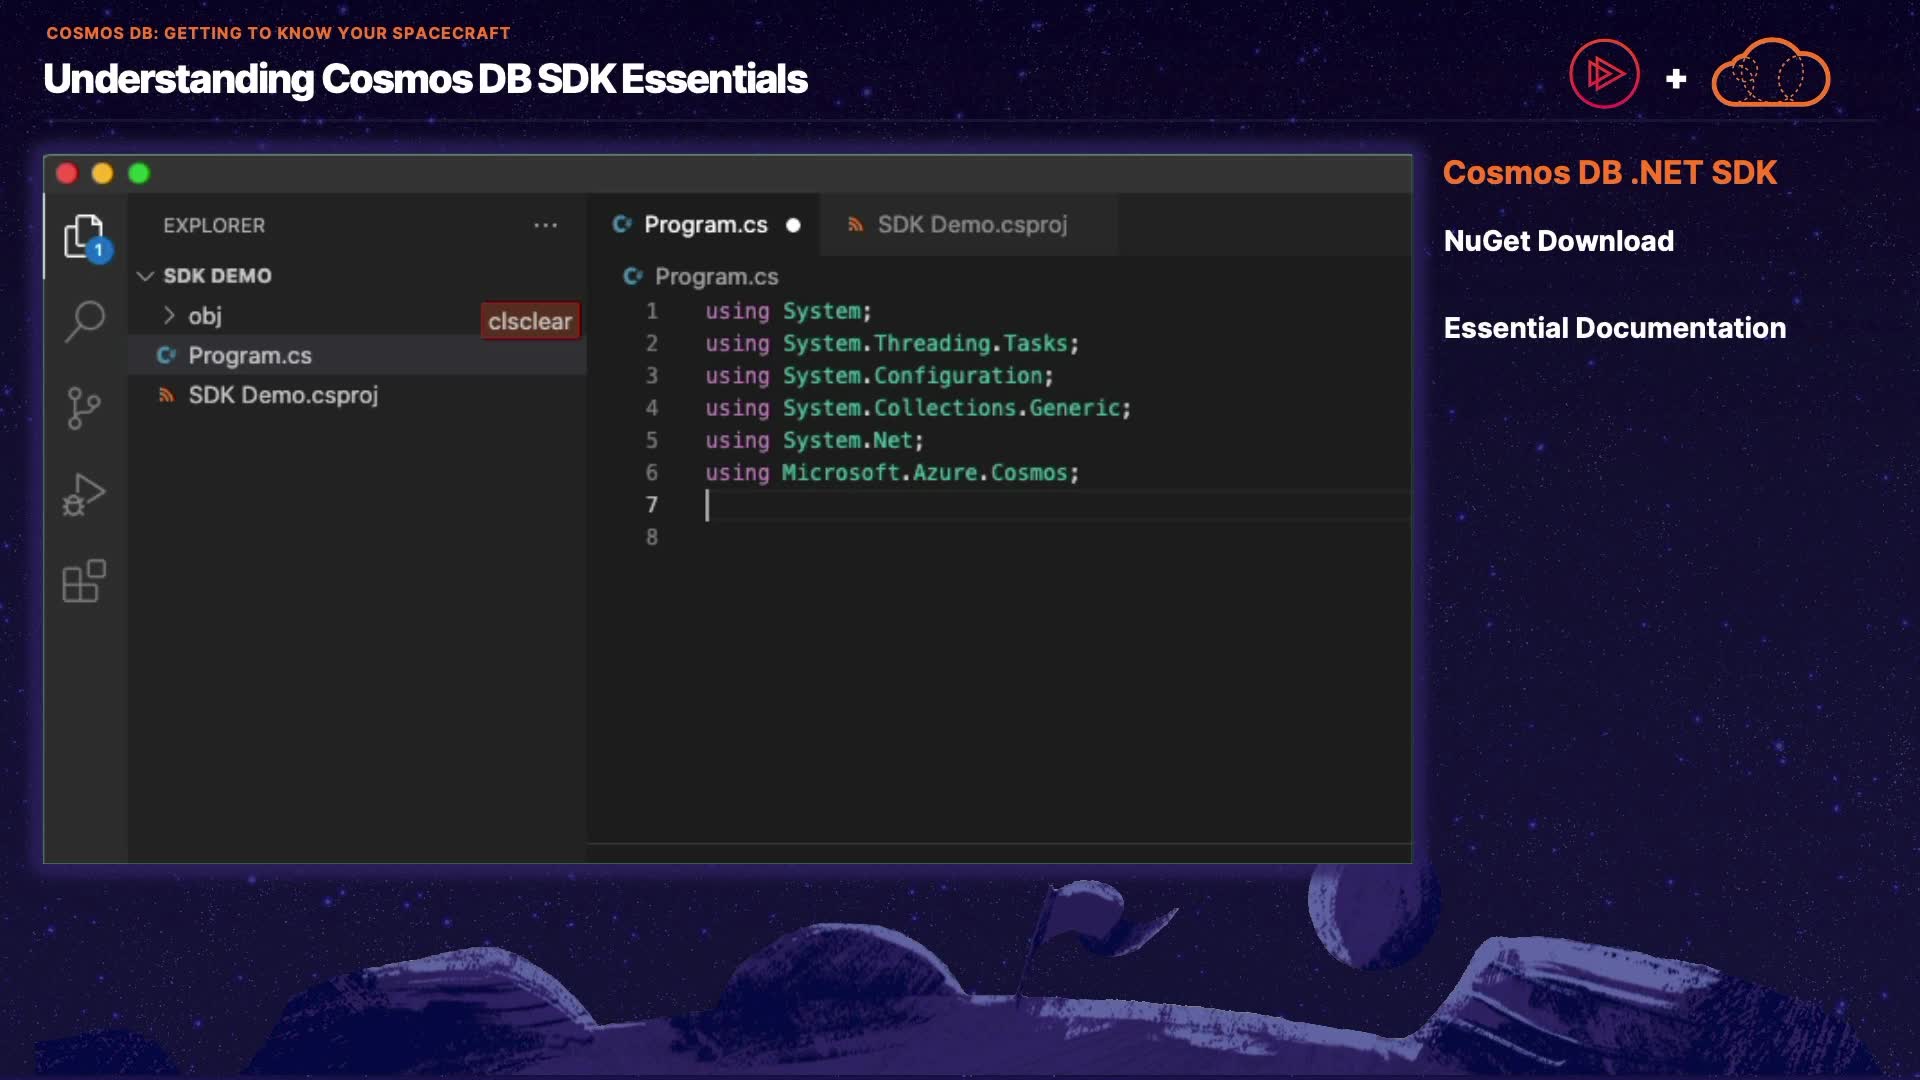 COSMOS DB: GETTING TO KNOW YOUR SPACECRAFT
Understanding Cosmos DB SDK Essentials
EXPLORER
1
SDK DEMO
obj
clsclear
Program.cs
SDK Demo.csproj
Program.cs
SDK Demo.csproj
Program.cs
1 using System;
2 using System.Threading.Tasks;
3 using System.Configuration;
4 using System.Collections.Generic;
5 using System.Net;
6 using Microsoft.Azure.Cosmos;
7
8
Cosmos DB .NET SDK
NuGet Download
Essential Documentation